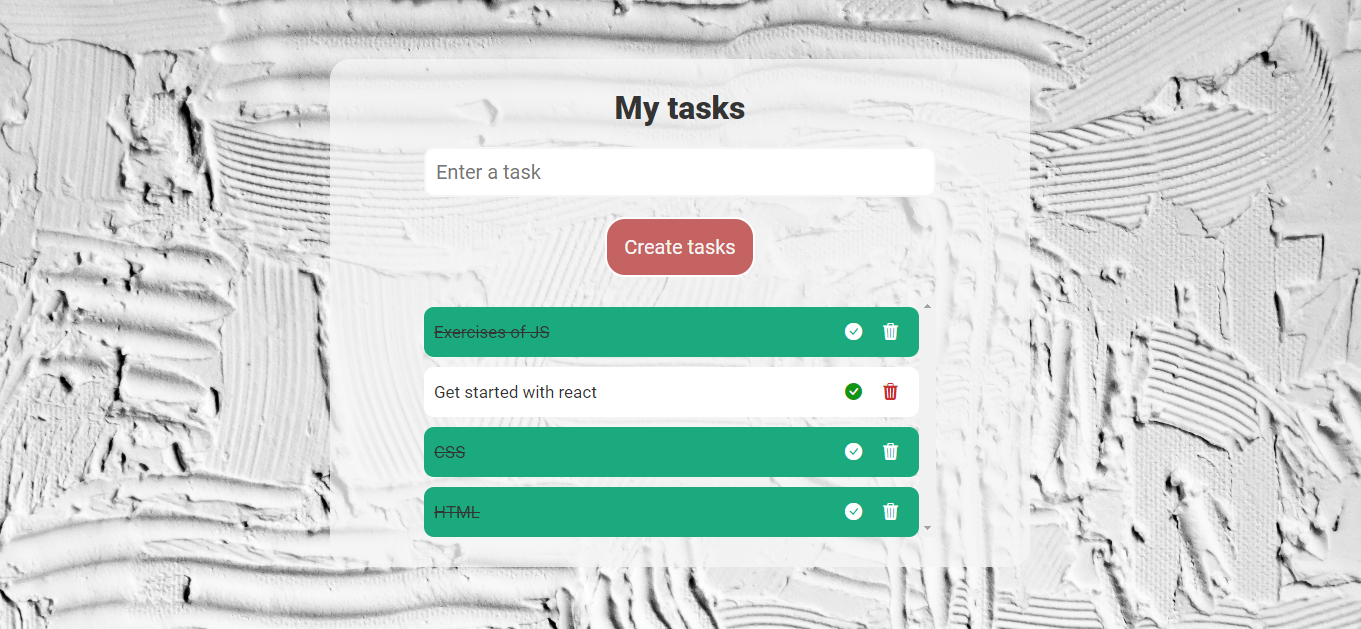 My tasks
Enter a task
Create tasks
Exercises of JS
Get started with react
CSS
HTML